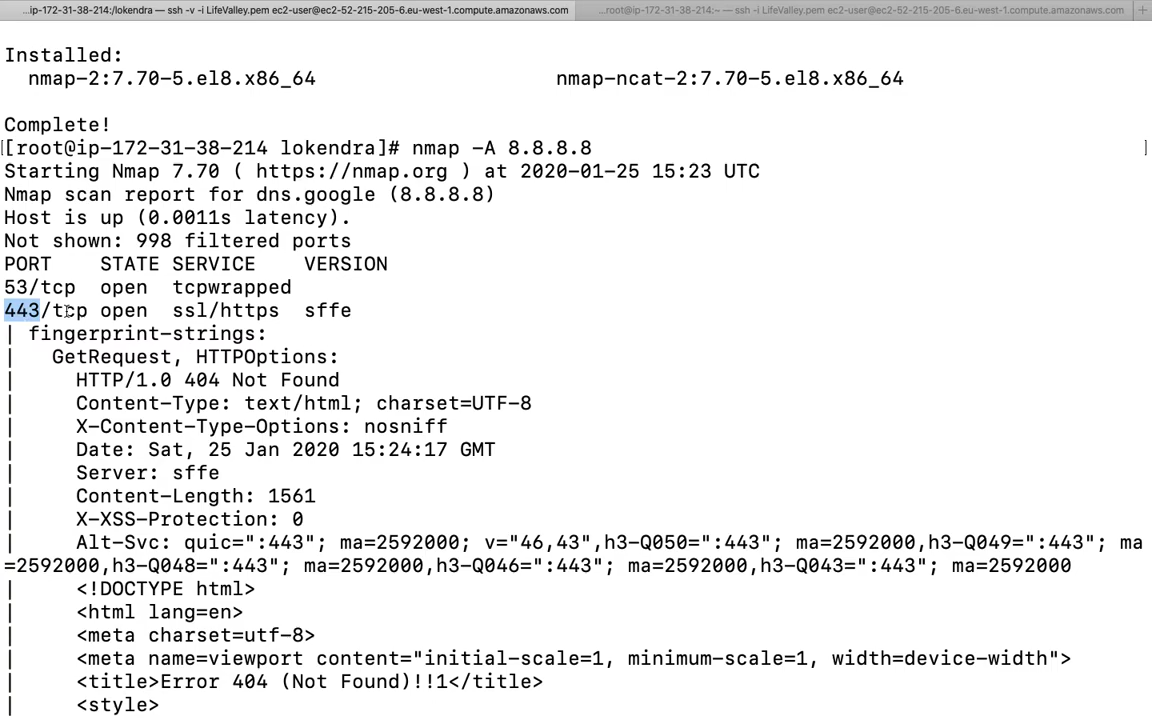 ...ip-172-31-38-214:/lokendra — ssh -v -i LifeValley.pem ec2-user@ec2-52-215-205-6.eu-west-1.compute.amazonaws.com ...root@ip-172-31-38-214:~ — ssh -i LifeValley.pem ec2-user@ec2-52-215-205-6.eu-west-1.compute.amazonaws.com +
Installed:
nmap-2:7.70-5.el8.x86_64 nmap-ncat-2:7.70-5.el8.x86_64
Complete!
[[root@ip-172-31-38-214 lokendra]# nmap -A 8.8.8.8 ]
Starting Nmap 7.70 ( https://nmap.org ) at 2020-01-25 15:23 UTC
Nmap scan report for dns.google (8.8.8.8)
Host is up (0.0011s latency).
Not shown: 998 filtered ports
PORT STATE SERVICE VERSION
53/tcp open tcpwrapped
443/tcp open ssl/https sffe
| fingerprint-strings:
| GetRequest, HTTPOptions:
| HTTP/1.0 404 Not Found
| Content-Type: text/html; charset=UTF-8
| X-Content-Type-Options: nosniff
| Date: Sat, 25 Jan 2020 15:24:17 GMT
| Server: sffe
| Content-Length: 1561
| X-XSS-Protection: 0
| Alt-Svc: quic=":443"; ma=2592000; v="46,43",h3-Q050=":443"; ma=2592000,h3-Q049=":443"; ma
=2592000,h3-Q048=":443"; ma=2592000,h3-Q046=":443"; ma=2592000,h3-Q043=":443"; ma=2592000
| <!DOCTYPE html>
| <html lang=en>
| <meta charset=utf-8>
| <meta name=viewport content="initial-scale=1, minimum-scale=1, width=device-width">
| <title>Error 404 (Not Found)!!1</title>
| <style>